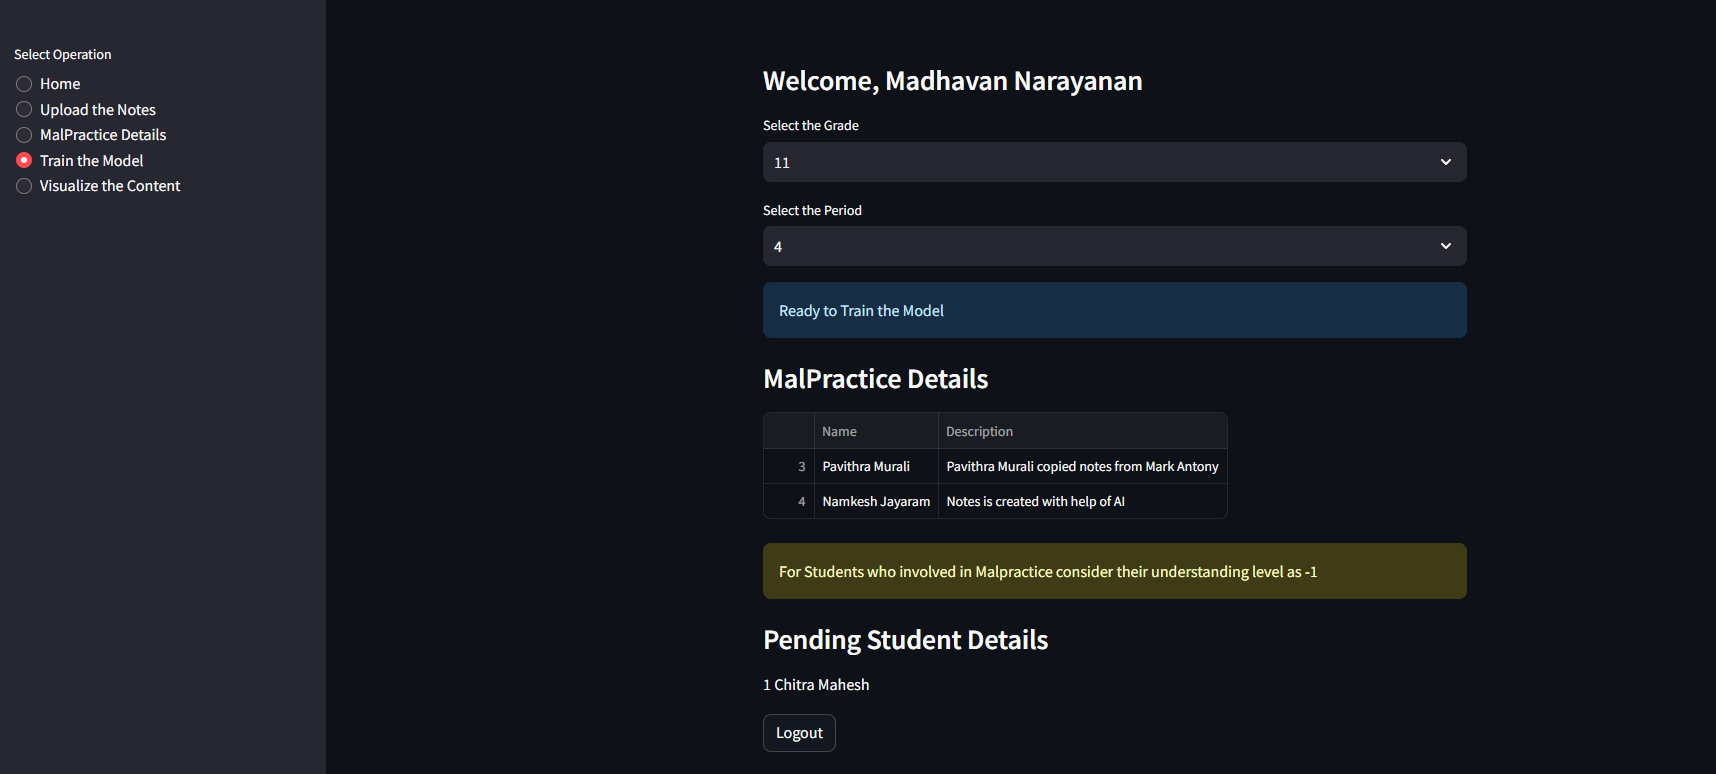 Select Operation
Home
Upload the Notes
MalPractice Details
Train the Model
Visualize the Content
Welcome, Madhavan Narayanan
Select the Grade
11
Select the Period
4
Ready to Train the Model
MalPractice Details
Name Description
3 Pavithra Murali Pavithra Murali copied notes from Mark Antony
4 Namkesh Jayaram Notes is created with help of AI
For Students who involved in Malpractice consider their understanding level as -1
Pending Student Details
1 Chitra Mahesh
Logout